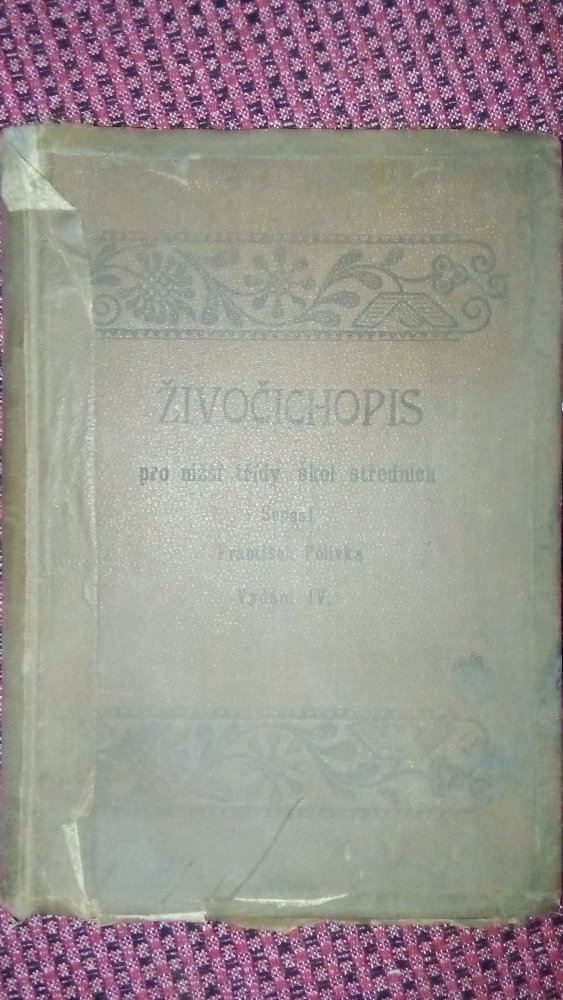 ŽIVOČICHOPIS
pro nižší třídy škol středních
Sepsal
František Polívka
Vydání IV.